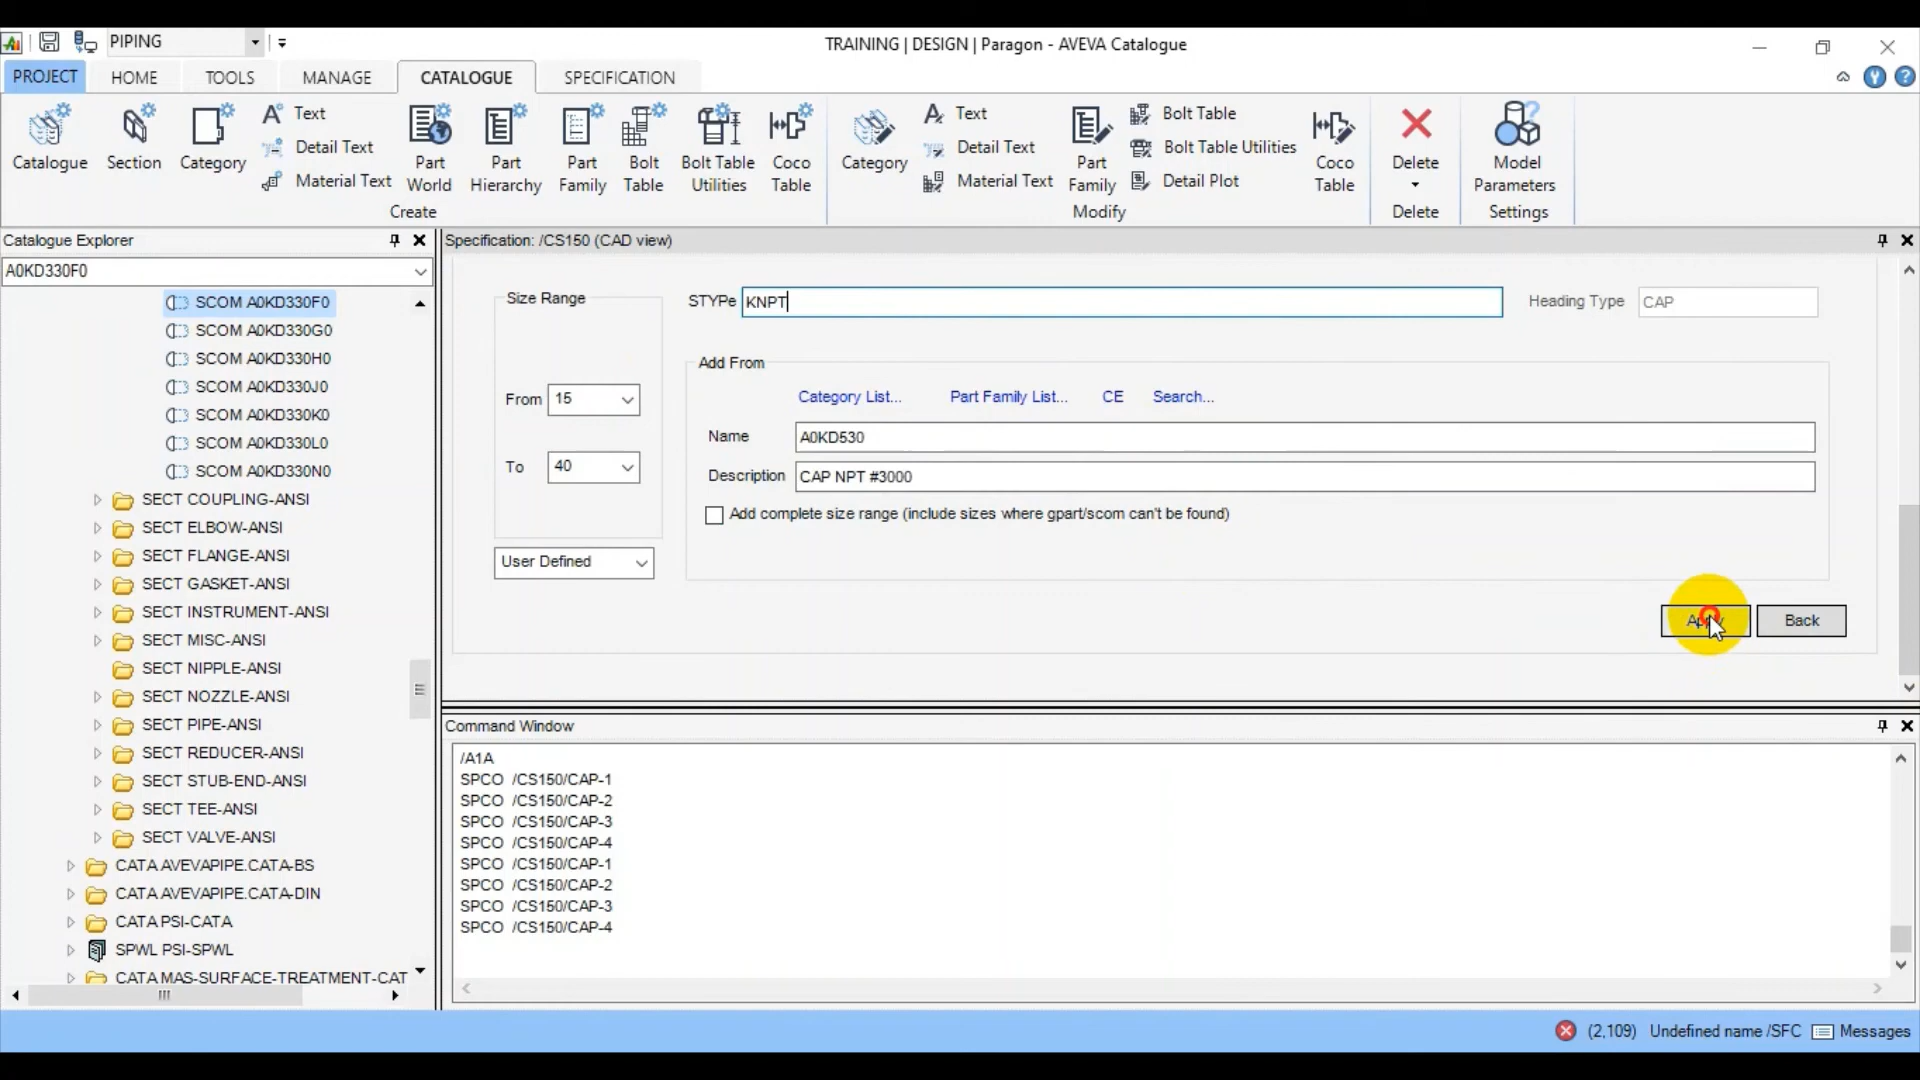 PIPING
TRAINING | DESIGN | Paragon - AVEVA Catalogue
PROJECT HOME TOOLS MANAGE CATALOGUE SPECIFICATION
Catalogue
Section
Category
Text
Detail Text
Material Text
Part World
Part Hierarchy
Part Family
Bolt Table
Bolt Table Utilities
Coco Table
Create
Category
Text
Detail Text
Material Text
Part Family
Bolt Table
Bolt Table Utilities
Detail Plot
Coco Table
Modify
Delete
Delete
Model Parameters
Settings
Catalogue Explorer
A0KD330F0
SCOM A0KD330F0
SCOM A0KD330G0
SCOM A0KD330H0
SCOM A0KD330J0
SCOM A0KD330K0
SCOM A0KD330L0
SCOM A0KD330N0
SECT COUPLING-ANSI
SECT ELBOW-ANSI
SECT FLANGE-ANSI
SECT GASKET-ANSI
SECT INSTRUMENT-ANSI
SECT MISC-ANSI
SECT NIPPLE-ANSI
SECT NOZZLE-ANSI
SECT PIPE-ANSI
SECT REDUCER-ANSI
SECT STUB-END-ANSI
SECT TEE-ANSI
SECT VALVE-ANSI
CATA AVEVAPIPE.CATA-BS
CATA AVEVAPIPE.CATA-DIN
CATA PSI-CATA
SPWL PSI-SPWL
CATA MAS-SURFACE-TREATMENT-CAT
Specification: /CS150 (CAD view)
Size Range
From 15
To 40
User Defined
STYPe KNPT
Heading Type CAP
Add From
Category List... Part Family List... CE Search...
Name A0KD530
Description CAP NPT #3000
Add complete size range (include sizes where gpart/scom can't be found)
Apply Back
Command Window
/A1A
SPCO /CS150/CAP-1
SPCO /CS150/CAP-2
SPCO /CS150/CAP-3
SPCO /CS150/CAP-4
SPCO /CS150/CAP-1
SPCO /CS150/CAP-2
SPCO /CS150/CAP-3
SPCO /CS150/CAP-4
(2,109) Undefined name /SFC Messages